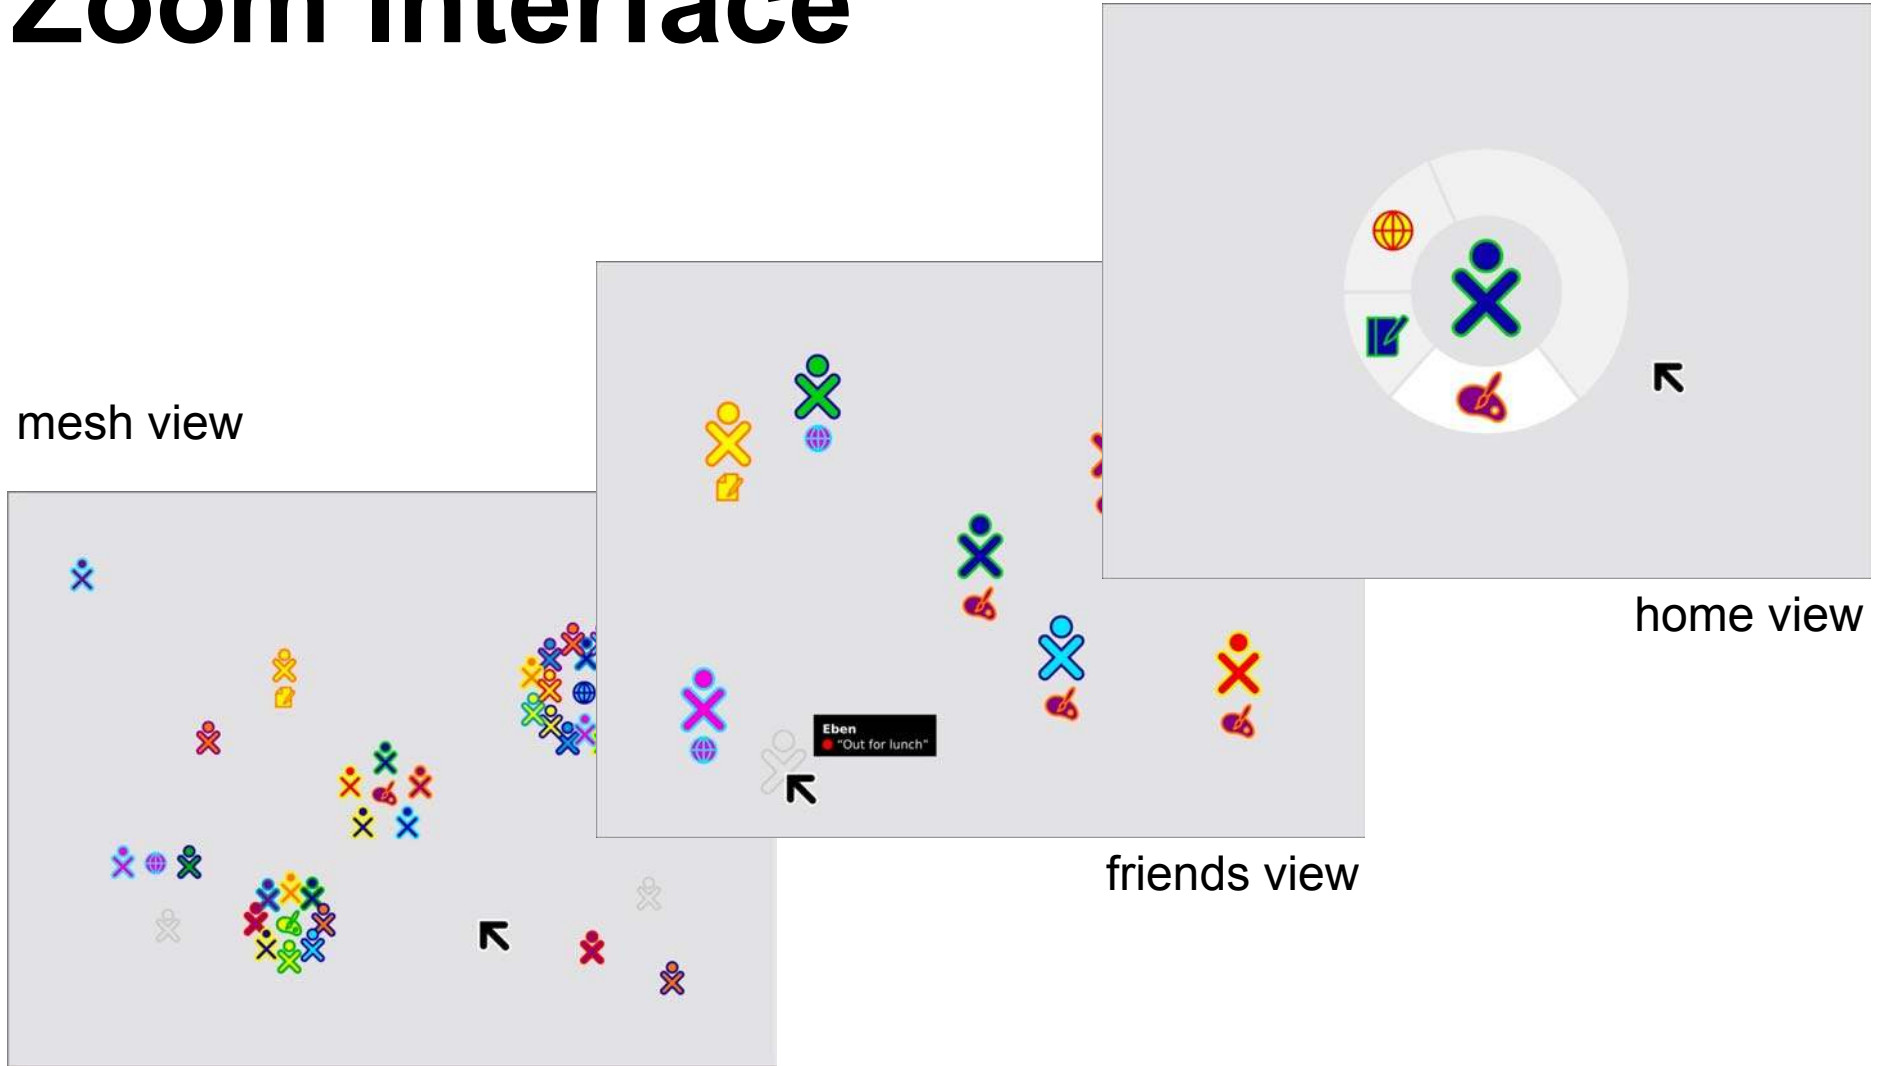 Zoom Interface
mesh view
Eben
"Out for lunch"
home view
friends view